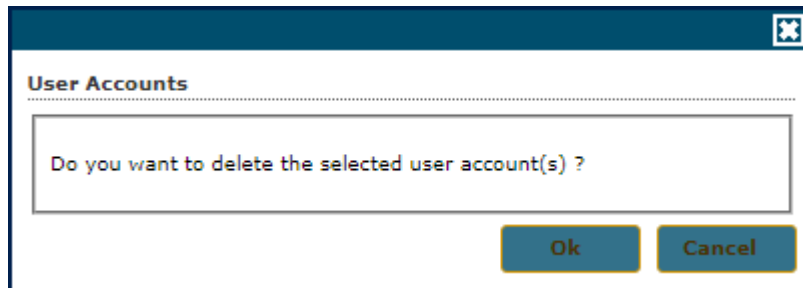 User Accounts
Do you want to delete the selected user account(s) ?
Ok Cancel